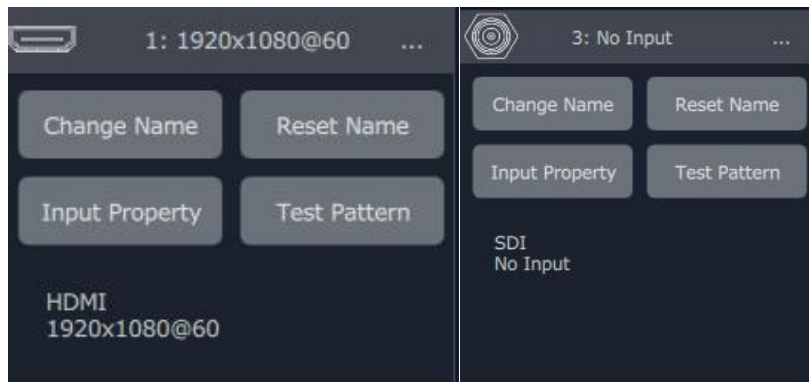 1: 1920x1080@60 ...
Change Name Reset Name
Input Property Test Pattern
HDMI
1920x1080@60
3: No Input ...
Change Name Reset Name
Input Property Test Pattern
SDI
No Input